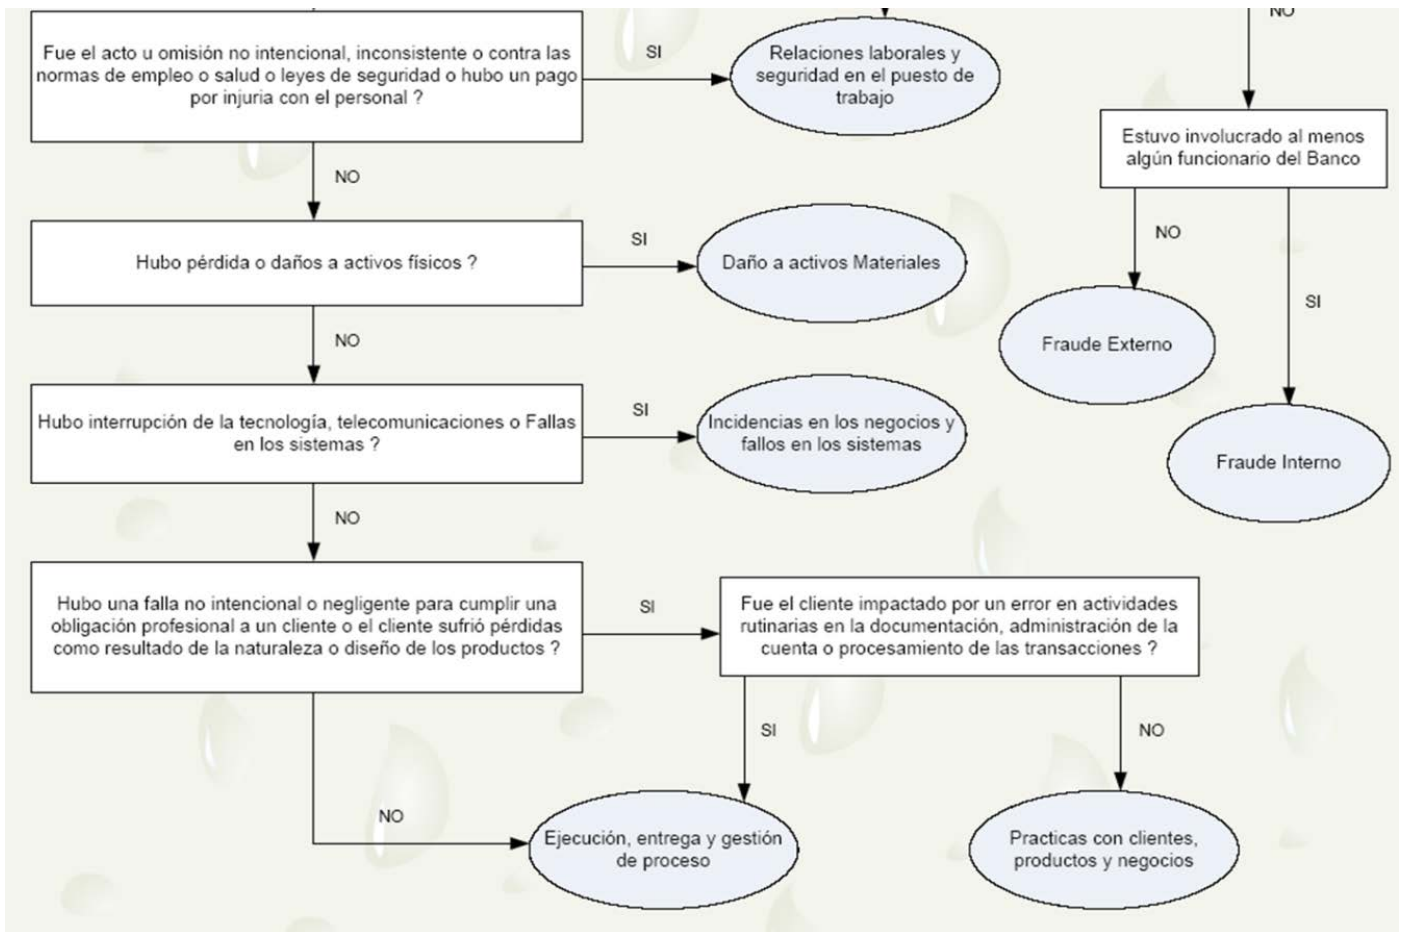 NO
Fue el acto u omisión no intencional, inconsistente o contra las
normas de empleo o salud o leyes de seguridad o hubo un pago
por injuria con el personal ?
SI
Relaciones laborales y
seguridad en el puesto de
trabajo
Estuvo involucrado al menos
algún funcionario del Banco
NO
NO
SI
Hubo pérdida o daños a activos físicos ?
SI
Daño a activos Materiales
Fraude Externo
NO
Hubo interrupción de la tecnología, telecomunicaciones o Fallas
en los sistemas ?
SI
Incidencias en los negocios y
fallos en los sistemas
Fraude Interno
NO
Hubo una falla no intencional o negligente para cumplir una
obligación profesional a un cliente o el cliente sufrió pérdidas
como resultado de la naturaleza o diseño de los productos ?
SI
Fue el cliente impactado por un error en actividades
rutinarias en la documentación, administración de la
cuenta o procesamiento de las transacciones ?
SI
NO
NO
Ejecución, entrega y gestión
de proceso
Practicas con clientes,
productos y negocios